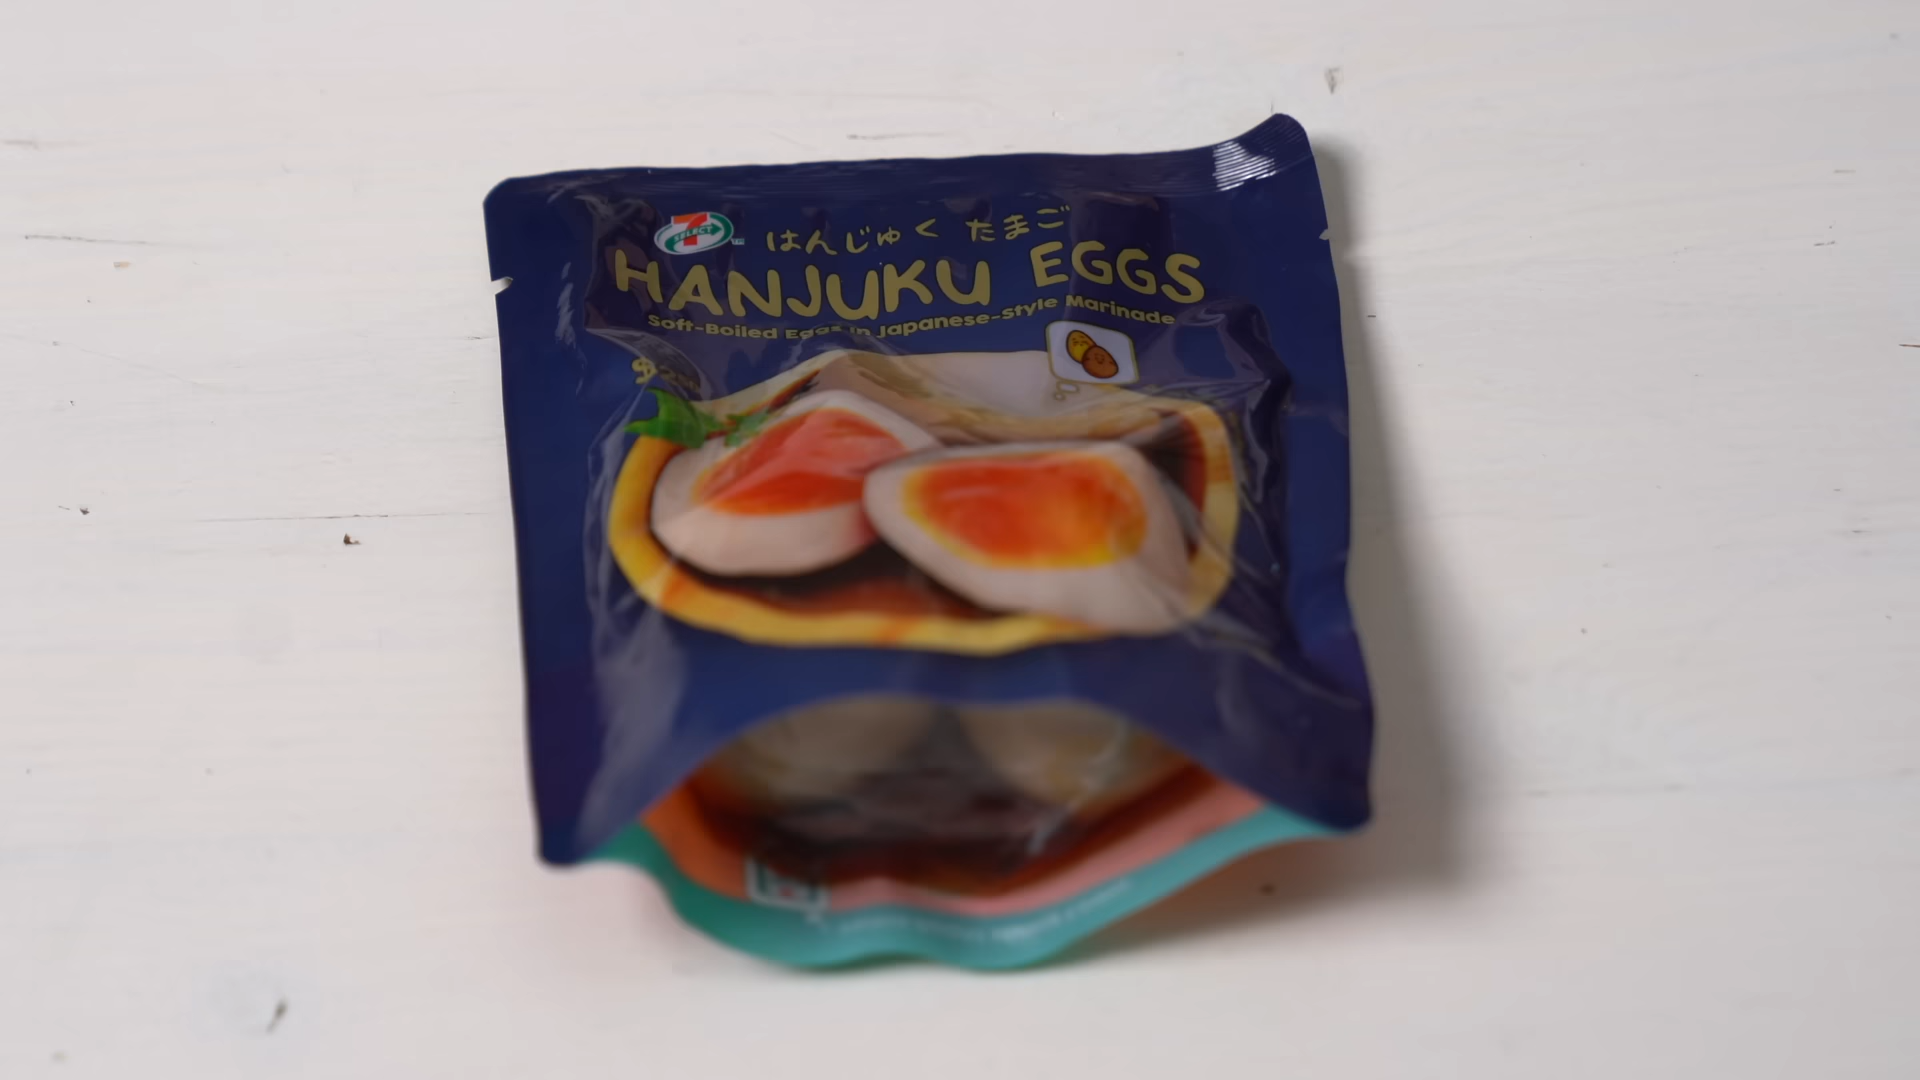 7
SELECT
TM
はんじゅく たまご
HANJUKU EGGS
Soft-Boiled Eggs in Japanese-Style Marinade